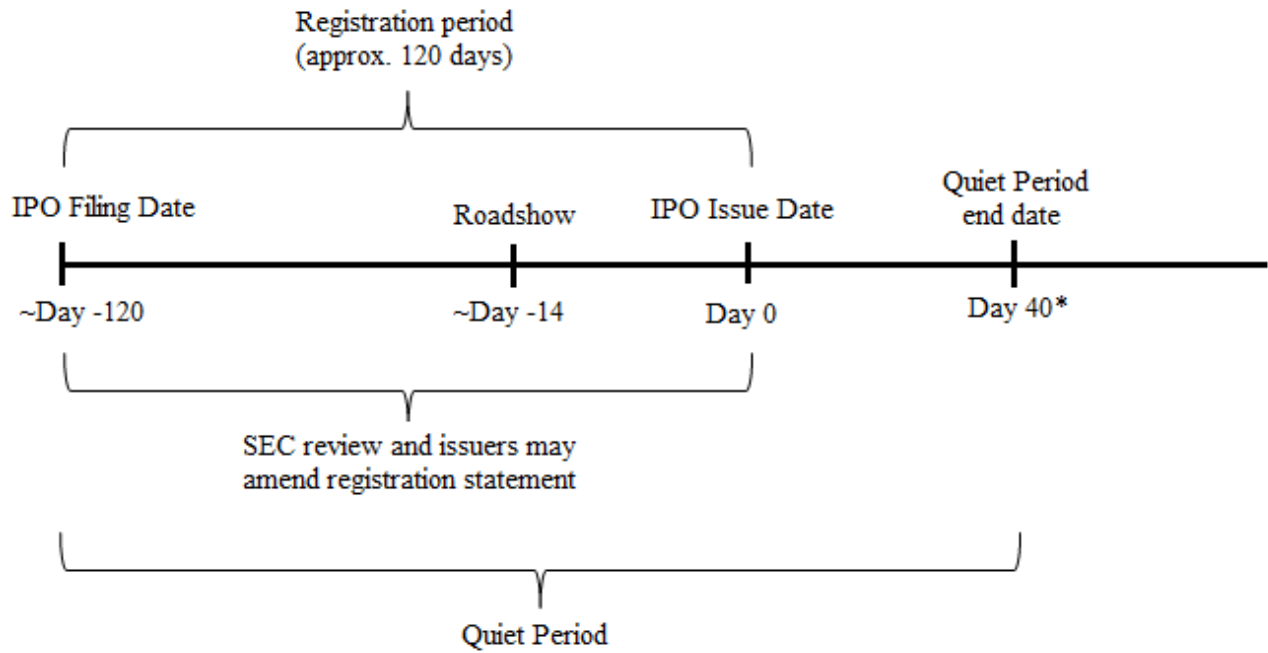 Registration period
(approx. 120 days)
IPO Filing Date
Roadshow
IPO Issue Date
Quiet Period
end date
~Day -120
~Day -14
Day 0
Day 40*
SEC review and issuers may
amend registration statement
Quiet Period